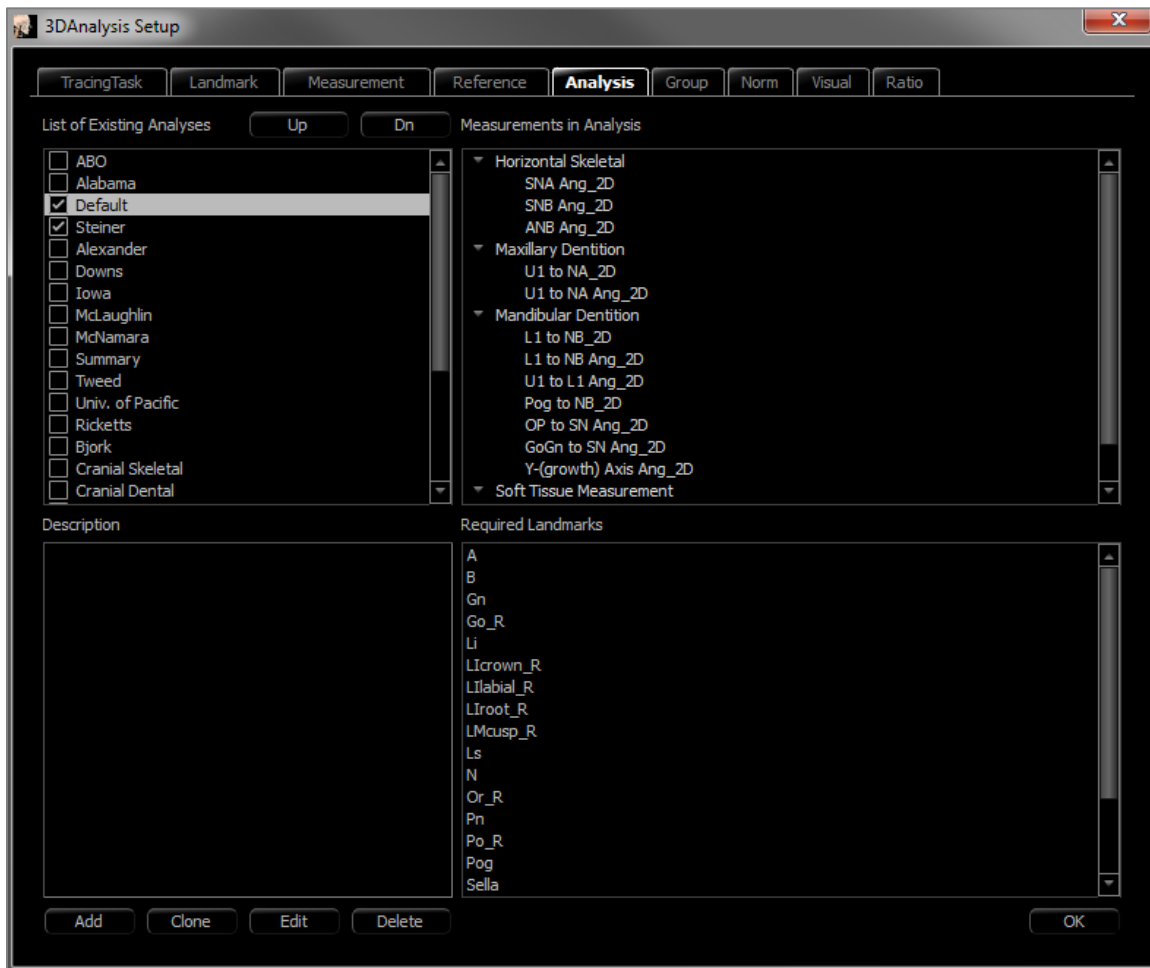 3DAnalysis Setup
TracingTask Landmark Measurement Reference Analysis Group Norm Visual Ratio
List of Existing Analyses Up Dn Measurements in Analysis
ABO
Alabama
Default
Steiner
Alexander
Downs
Iowa
McLaughlin
McNamara
Summary
Tweed
Univ. of Pacific
Ricketts
Bjork
Cranial Skeletal
Cranial Dental
Horizontal Skeletal
SNA Ang_2D
SNB Ang_2D
ANB Ang_2D
Maxillary Dentition
U1 to NA_2D
U1 to NA Ang_2D
Mandibular Dentition
L1 to NB_2D
L1 to NB Ang_2D
U1 to L1 Ang_2D
Pog to NB_2D
OP to SN Ang_2D
GoGn to SN Ang_2D
Y-(growth) Axis Ang_2D
Soft Tissue Measurement
Description
Required Landmarks
A
B
Gn
Go_R
Li
LIcrown_R
LIlabial_R
LIroot_R
LMcusp_R
Ls
N
Or_R
Pn
Po_R
Pog
Sella
Add Clone Edit Delete OK